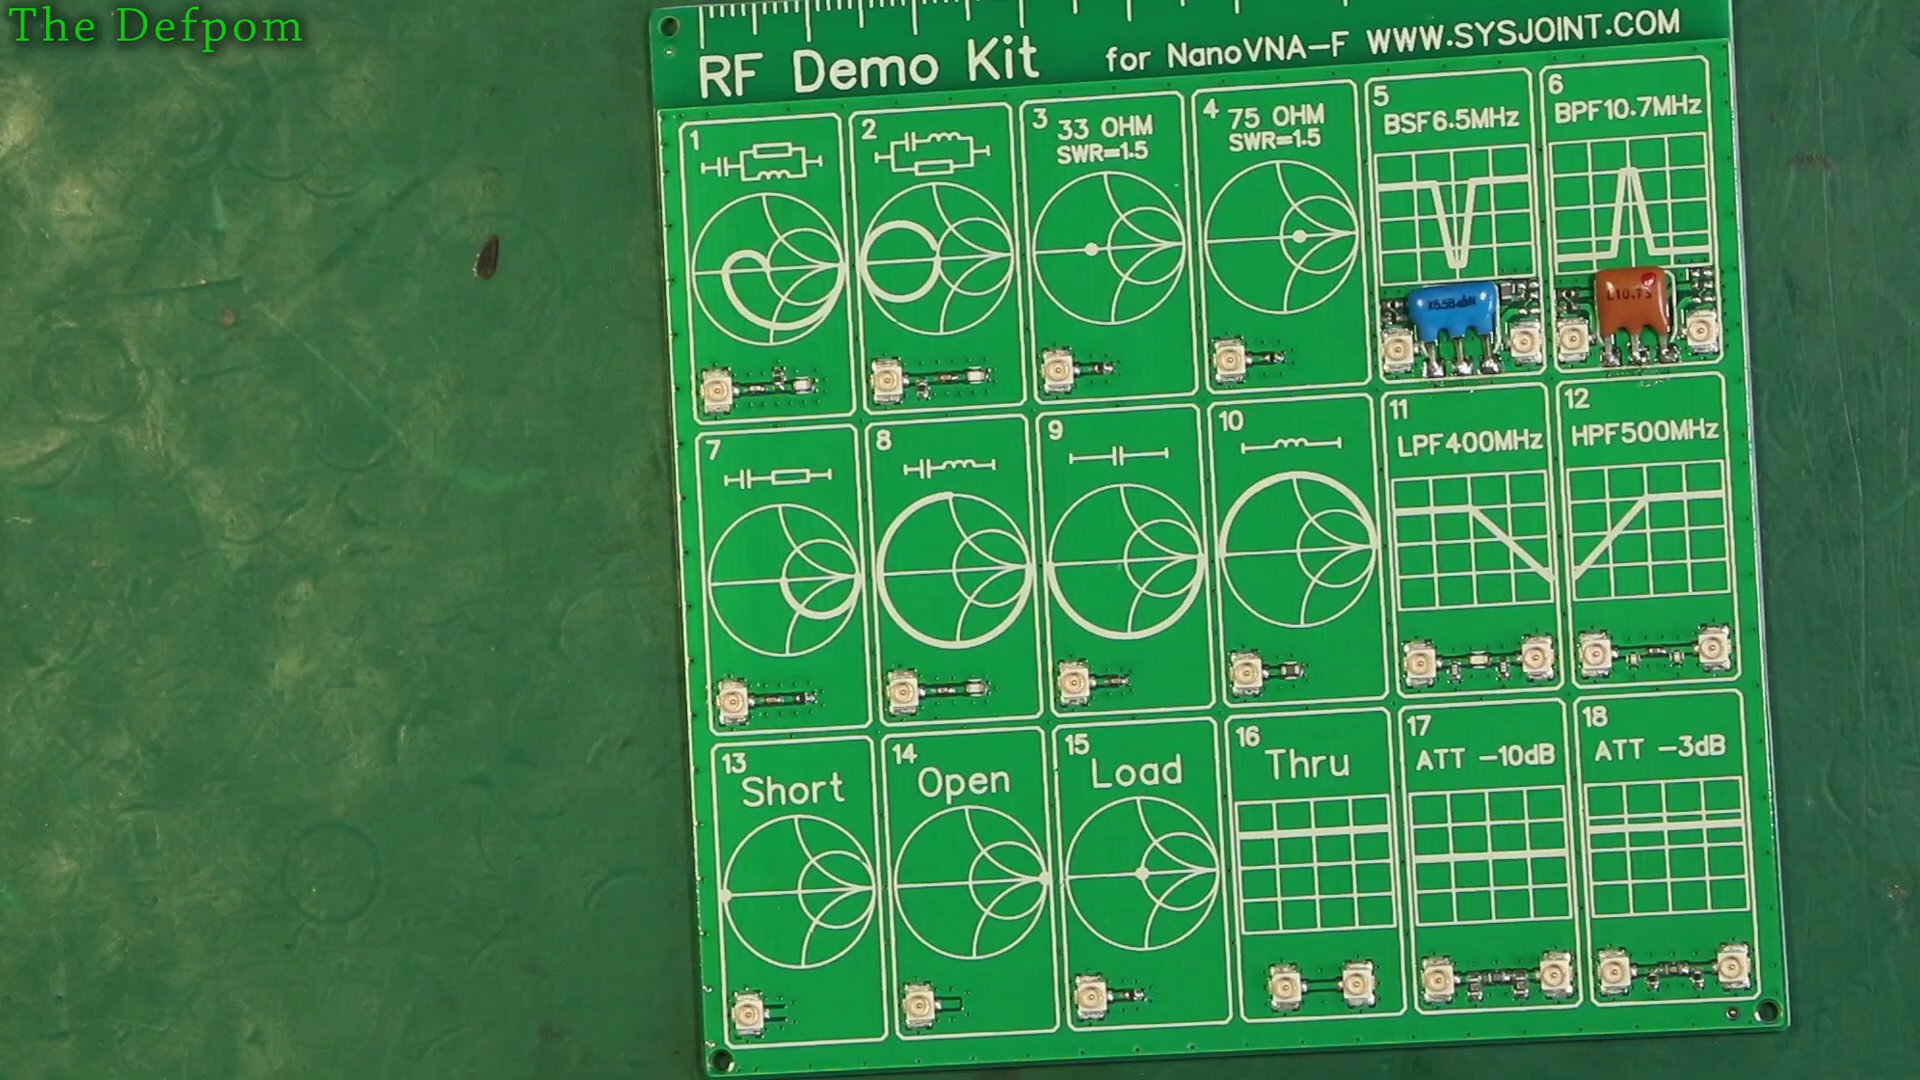 The Defpom
RF Demo Kit for NanoVNA-F WWW.SYSJOINT.COM
1
2
3 33 OHM
SWR=1.5
4 75 OHM
SWR=1.5
5
BSF6.5MHz
6
BPF10.7MHz
L10.7S
7
8
9
10
11
LPF400MHz
12
HPF500MHz
13
Short
14
Open
15
Load
16
Thru
17
ATT -10dB
18
ATT -3dB